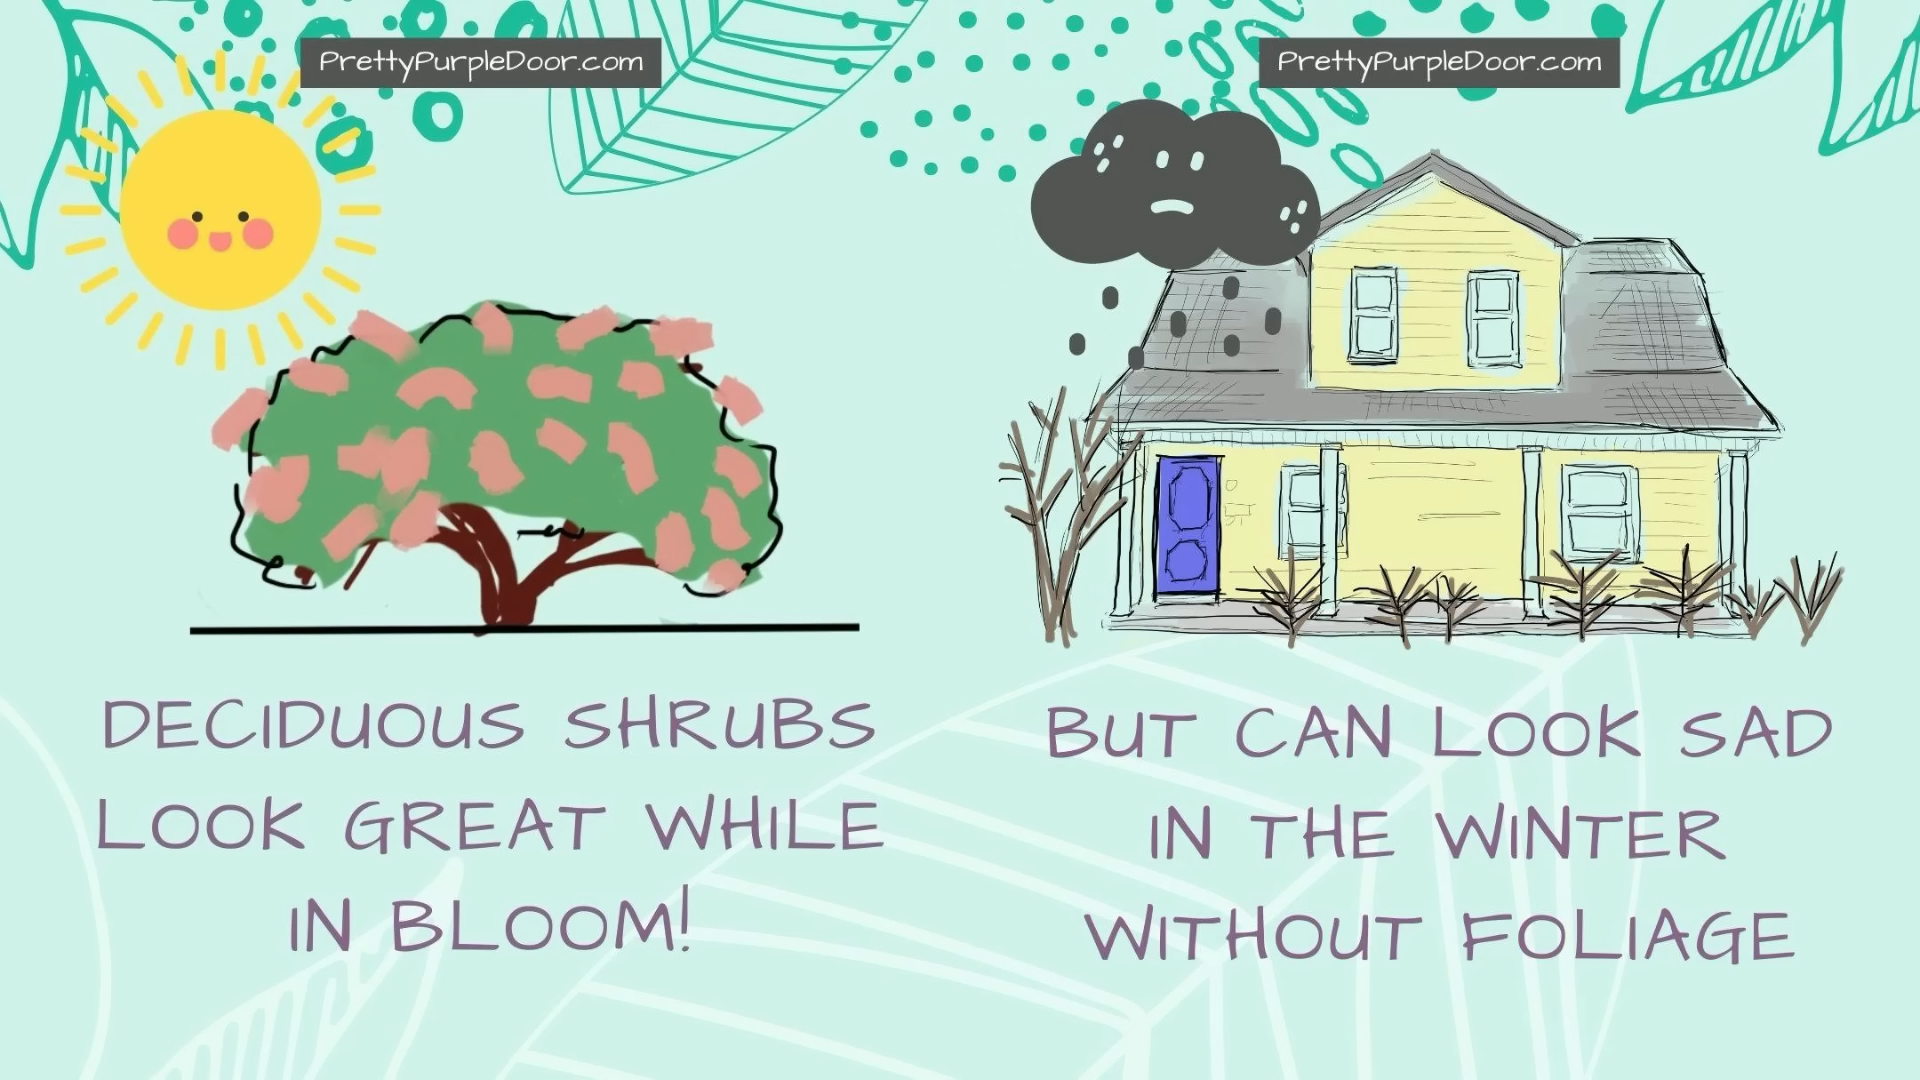 PrettyPurpleDoor.com
DECIDUOUS SHRUBS
LOOK GREAT WHILE
IN BLOOM!
PrettyPurpleDoor.com
BUT CAN LOOK SAD
IN THE WINTER
WITHOUT FOLIAGE